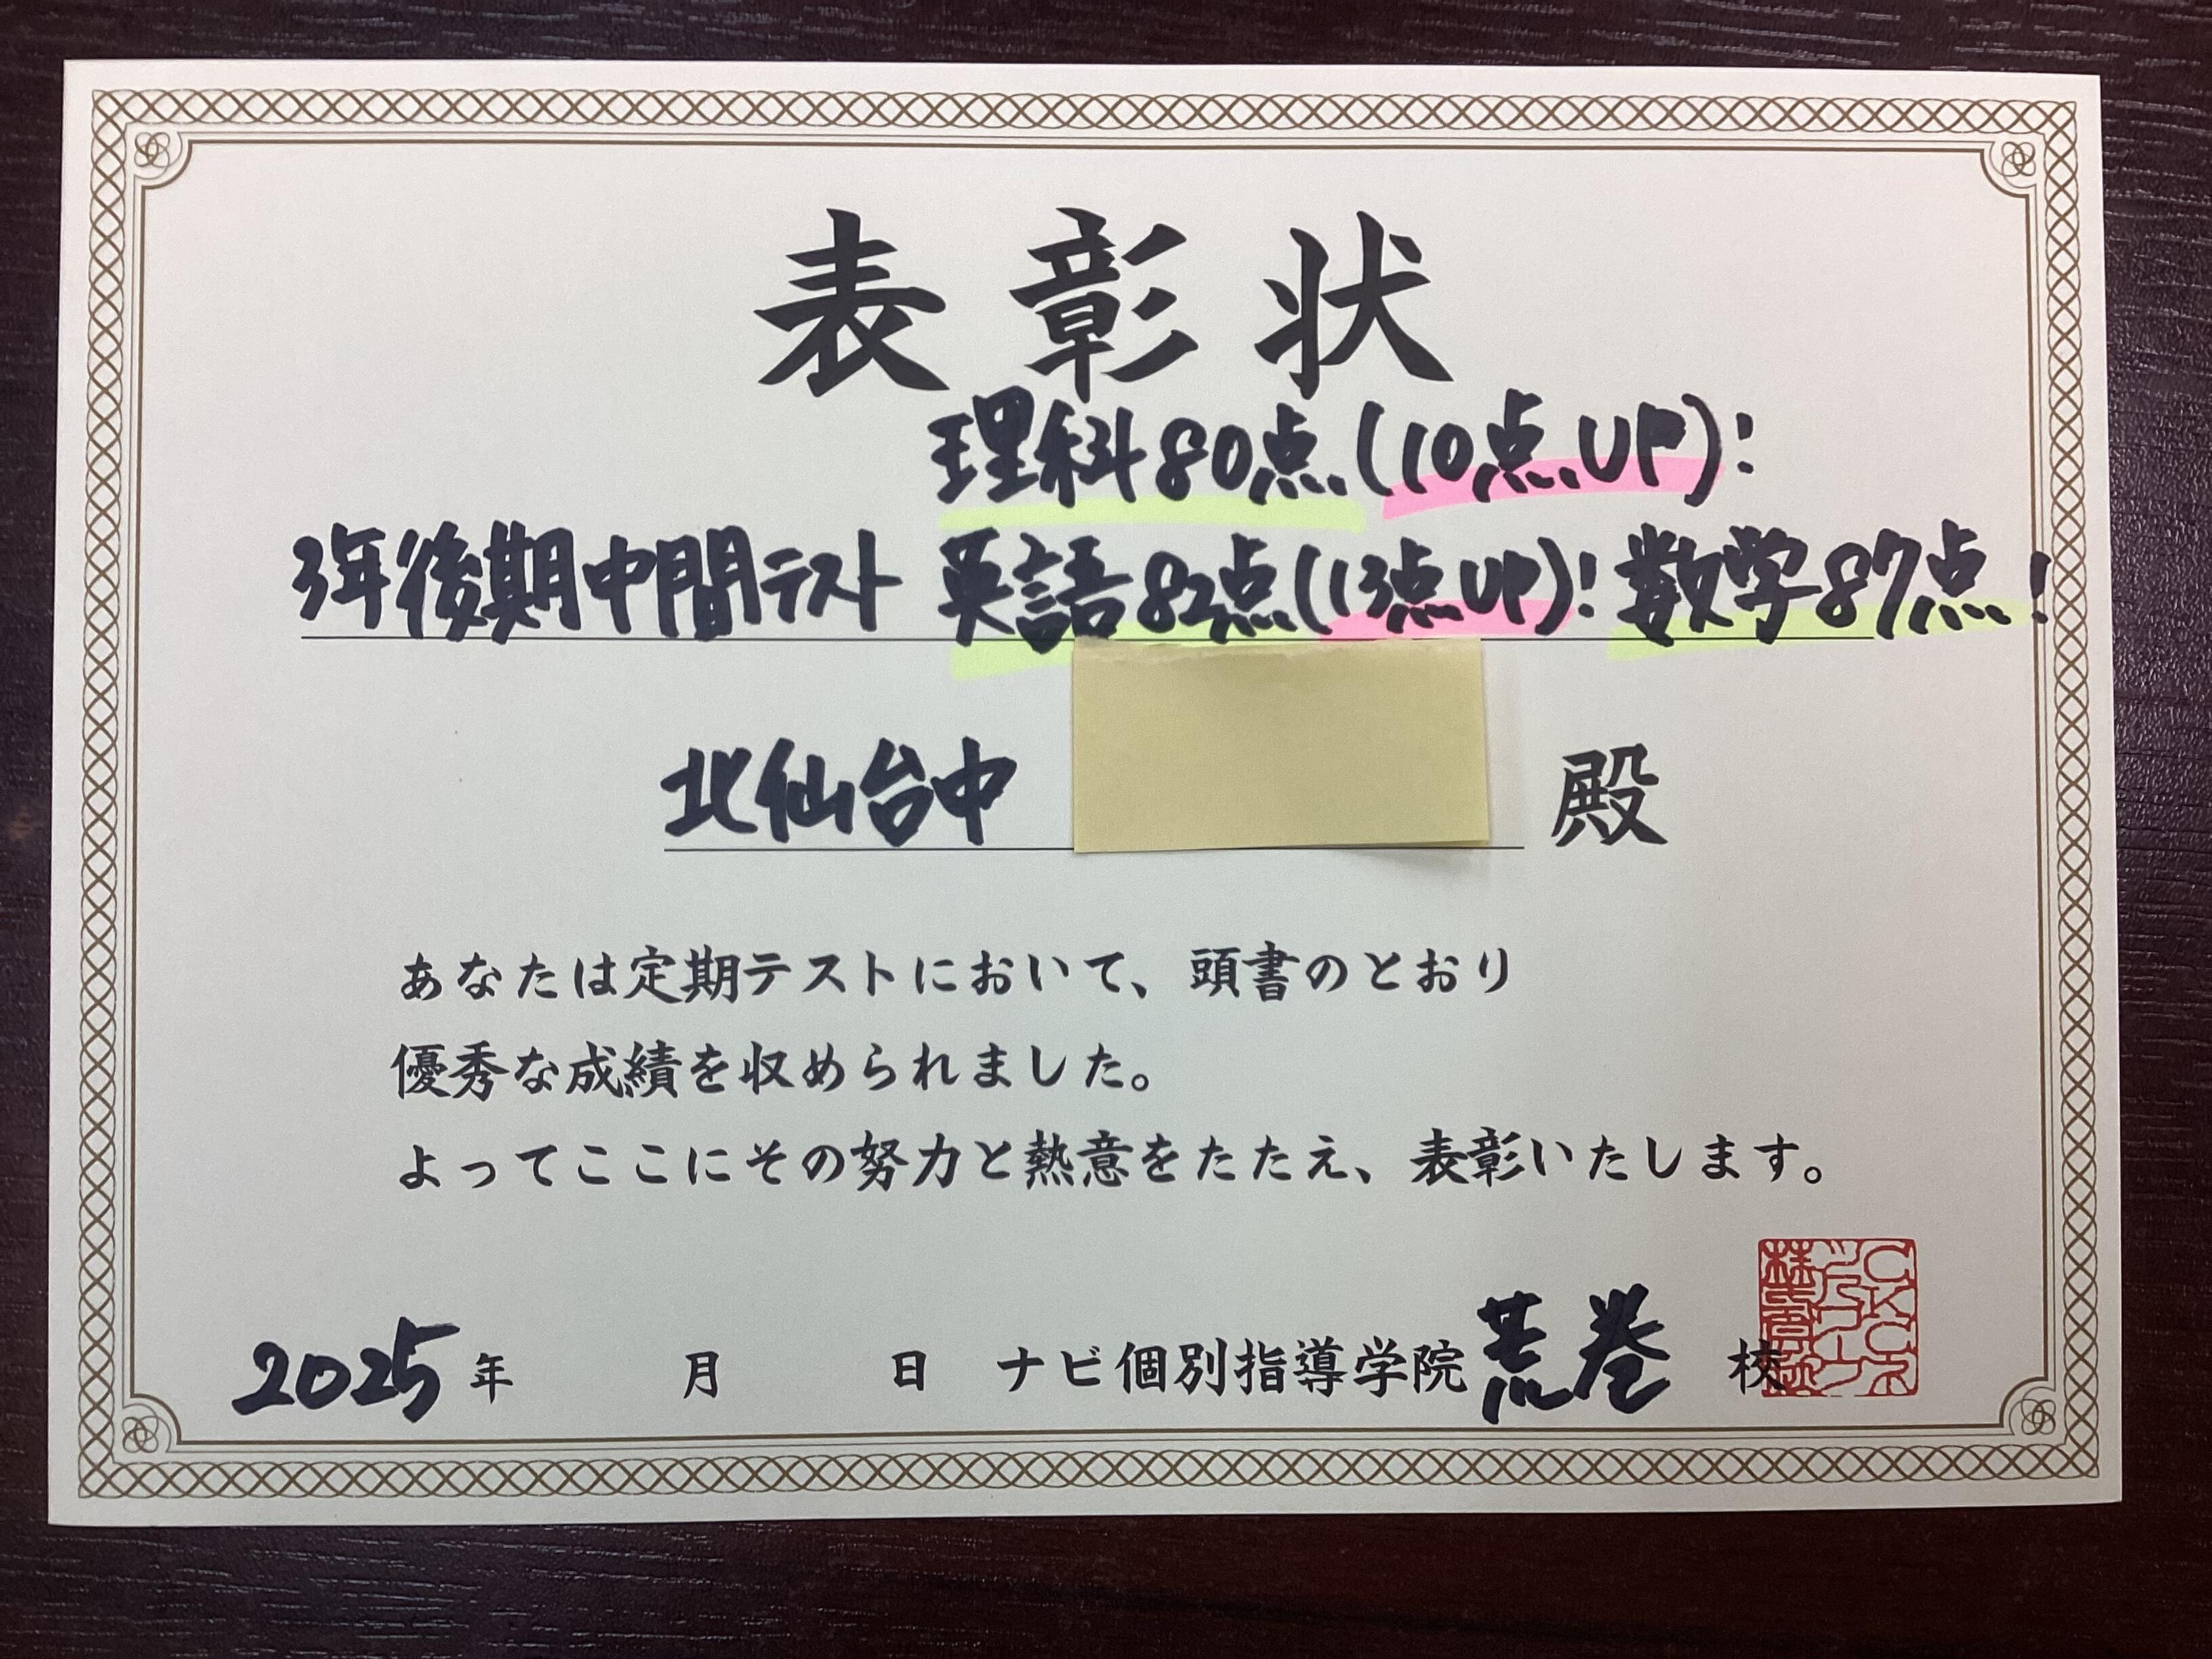 表彰状
理科80点(10点UP)!
3年後期中間テスト 英語82点(13点UP)! 数学87点!
北仙台中 殿
あなたは定期テストにおいて、頭書のとおり
優秀な成績を収められました。
よってここにその努力と熱意をたたえ、表彰いたします。
2025年 月 日 ナビ個別指導学院 荒巻 校